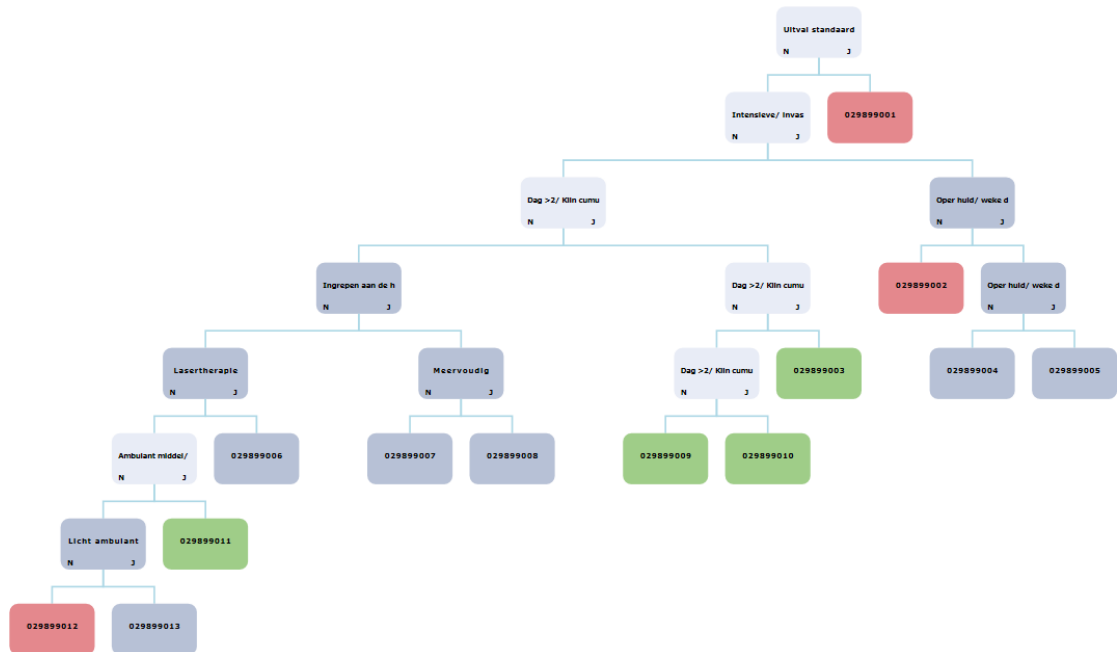 Uitval standaard
N J
Intensieve/ invas
N J
029899001
Dag >2/ Klin cumu
N J
Oper huid/ weke d
N J
Ingrepen aan de h
N J
Dag >2/ Klin cumu
N J
029899002
Oper huid/ weke d
N J
Lasertherapie
N J
Meervoudig
N J
Dag >2/ Klin cumu
N J
029899003
029899004
029899005
Ambulant middel/
N J
029899006
029899007
029899008
029899009
029899010
Licht ambulant
N J
029899011
029899012
029899013